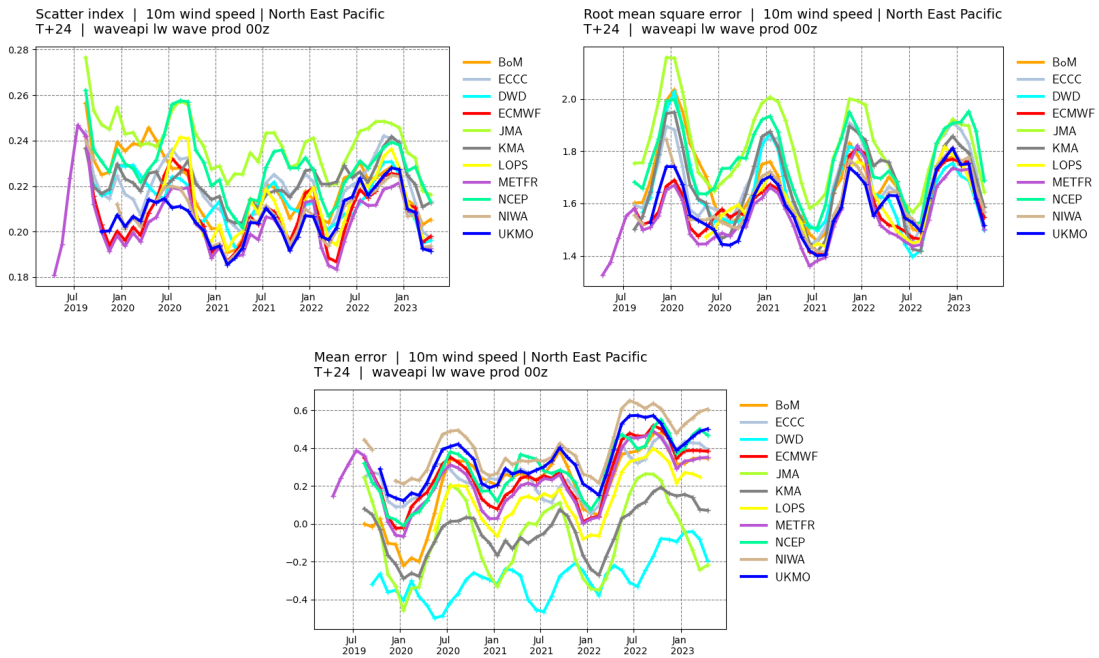 Scatter index | 10m wind speed | North East Pacific
T+24 | waveapi lw wave prod 00z
0.28
0.26
0.24
0.22
0.20
0.18
Jul
2019
Jan
2020
Jul
2020
Jan
2021
Jul
2021
Jan
2022
Jul
2022
Jan
2023
BoM
ECCC
DWD
ECMWF
JMA
KMA
LOPS
METFR
NCEP
NIWA
UKMO
Root mean square error | 10m wind speed | North East Pacific
T+24 | waveapi lw wave prod 00z
2.0
1.8
1.6
1.4
Jul
2019
Jan
2020
Jul
2020
Jan
2021
Jul
2021
Jan
2022
Jul
2022
Jan
2023
BoM
ECCC
DWD
ECMWF
JMA
KMA
LOPS
METFR
NCEP
NIWA
UKMO
Mean error | 10m wind speed | North East Pacific
T+24 | waveapi lw wave prod 00z
0.6
0.4
0.2
0.0
−0.2
−0.4
Jul
2019
Jan
2020
Jul
2020
Jan
2021
Jul
2021
Jan
2022
Jul
2022
Jan
2023
BoM
ECCC
DWD
ECMWF
JMA
KMA
LOPS
METFR
NCEP
NIWA
UKMO